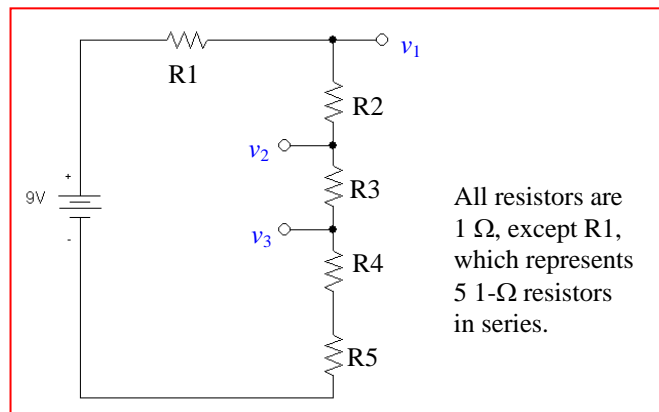 v1
R1
R2
v2
R3
+
9V
-
v3
R4
R5
All resistors are
1 Ω, except R1,
which represents
5 1-Ω resistors
in series.